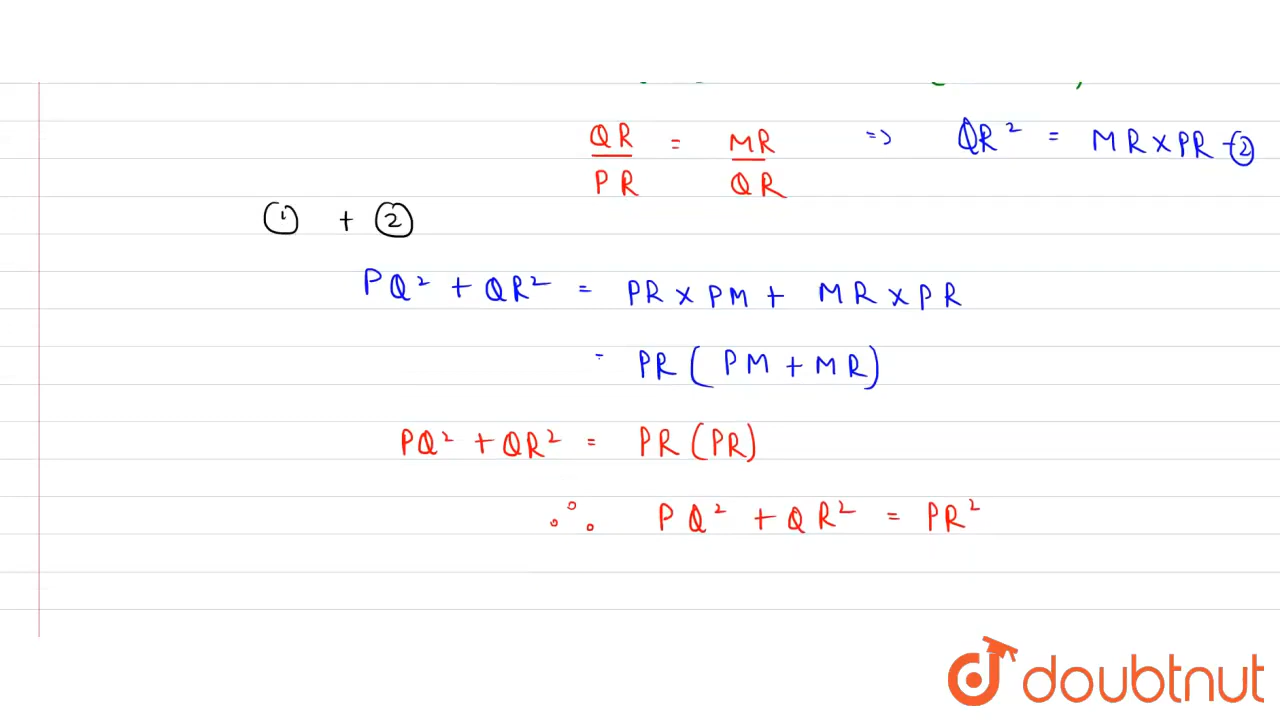 QR/PR = MR/QR => QR² = MR×PR -②
① + ②
PQ² + QR² = PR × PM + MR × PR
= PR (PM + MR)
PQ² + QR² = PR (PR)
∴ PQ² + QR² = PR²
doubtnut